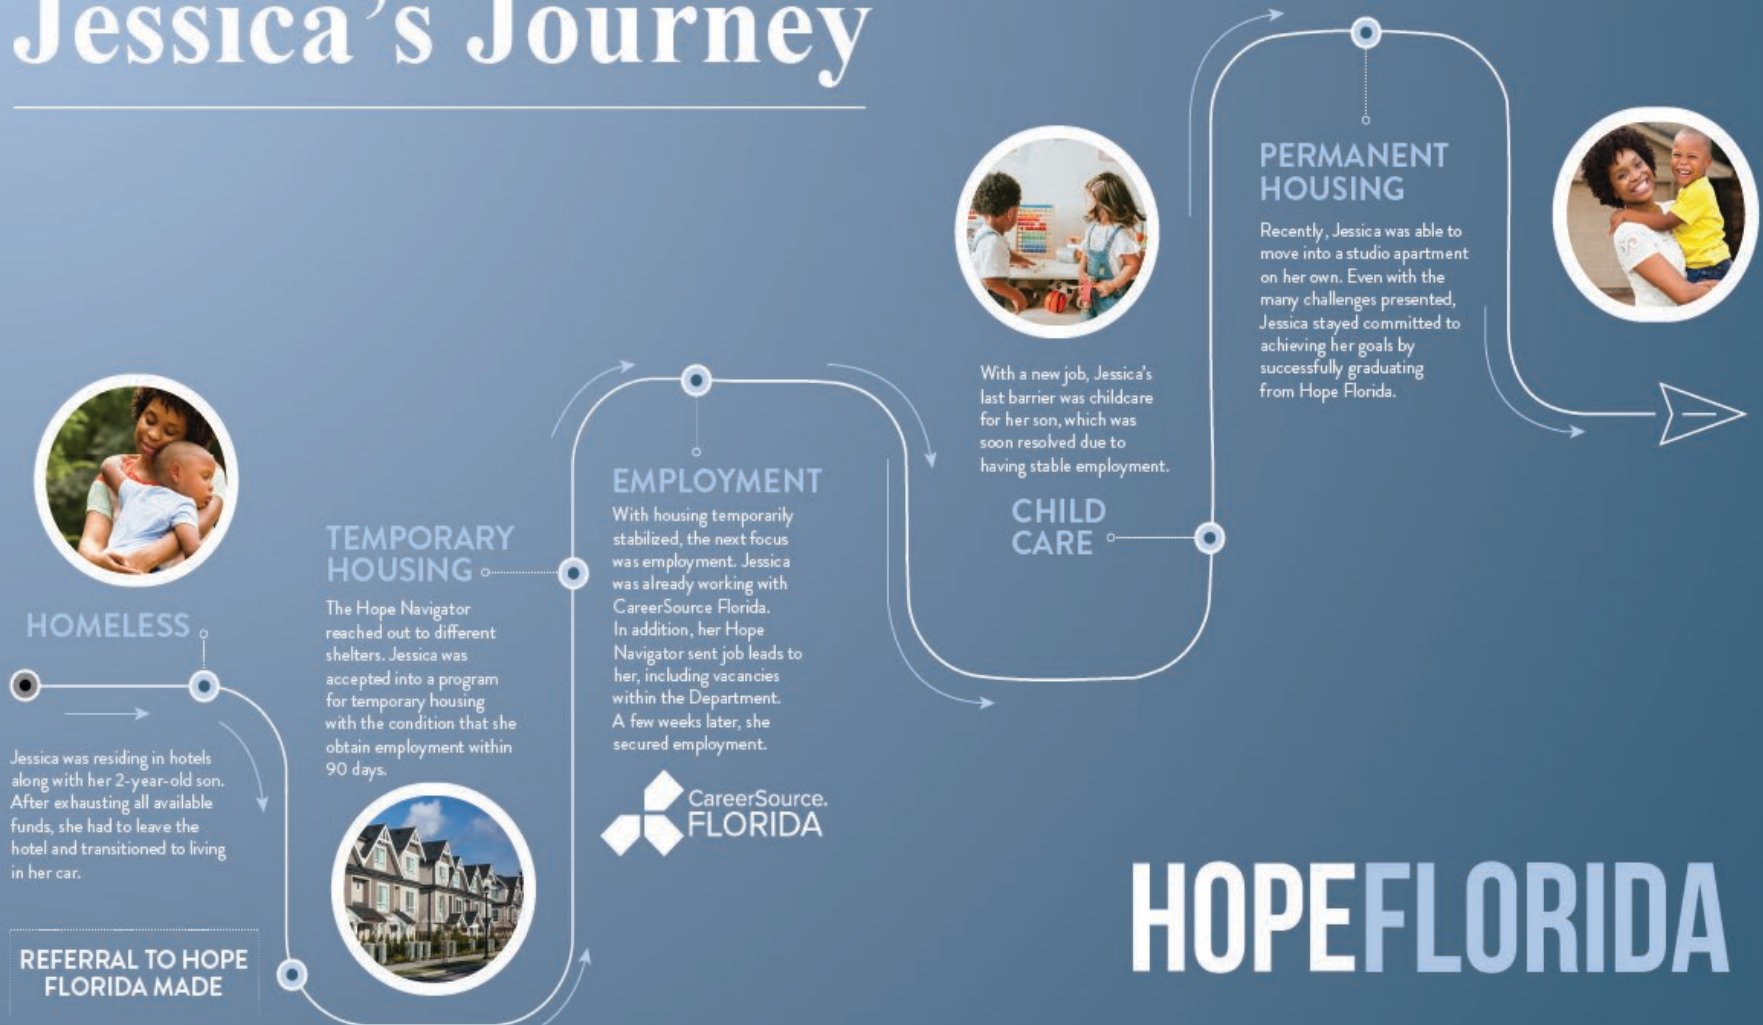 Jessica's Journey
HOMELESS
Jessica was residing in hotels
along with her 2-year-old son.
After exhausting all available
funds, she had to leave the
hotel and transitioned to living
in her car.
REFERRAL TO HOPE
FLORIDA MADE
TEMPORARY
HOUSING
The Hope Navigator
reached out to different
shelters. Jessica was
accepted into a program
for temporary housing
with the condition that she
obtain employment within
90 days.
EMPLOYMENT
With housing temporarily
stabilized, the next focus
was employment. Jessica
was already working with
CareerSource Florida.
In addition, her Hope
Navigator sent job leads to
her, including vacancies
within the Department.
A few weeks later, she
secured employment.
CareerSource.
FLORIDA
With a new job, Jessica's
last barrier was childcare
for her son, which was
soon resolved due to
having stable employment.
CHILD
CARE
PERMANENT
HOUSING
Recently, Jessica was able to
move into a studio apartment
on her own. Even with the
many challenges presented,
Jessica stayed committed to
achieving her goals by
successfully graduating
from Hope Florida.
HOPEFLORIDA